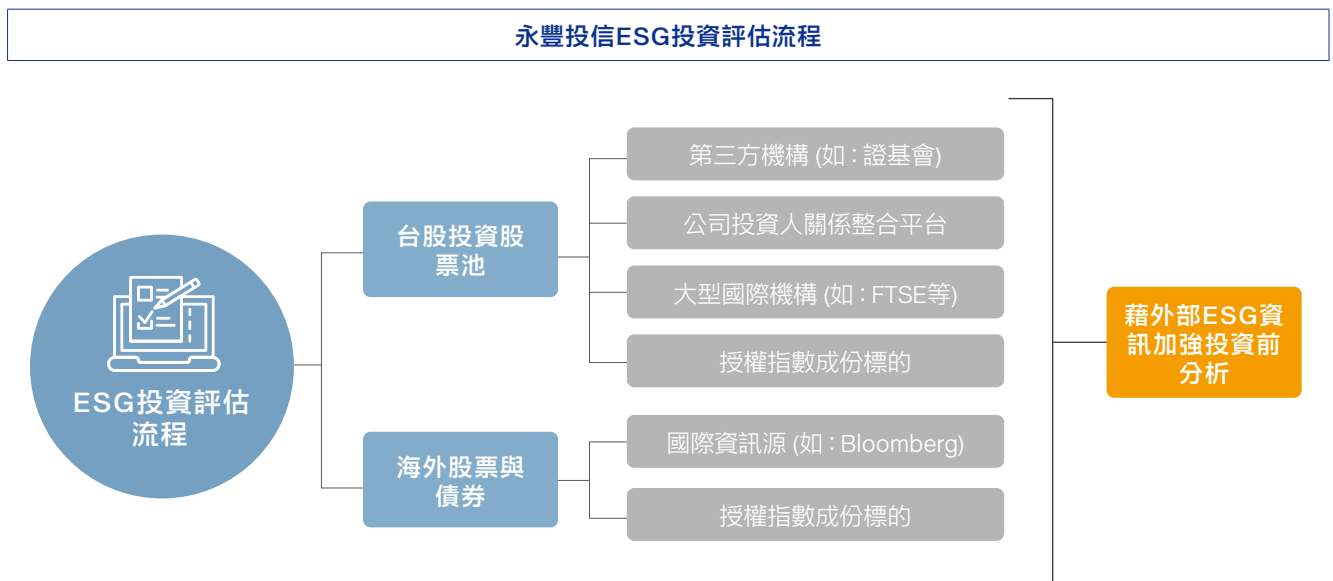 永豐投信ESG投資評估流程
ESG投資評估
流程
台股投資股
票池
第三方機構 (如：證基會)
公司投資人關係整合平台
大型國際機構 (如：FTSE等)
授權指數成份標的
海外股票與
債券
國際資訊源 (如：Bloomberg)
授權指數成份標的
藉外部ESG資
訊加強投資前
分析